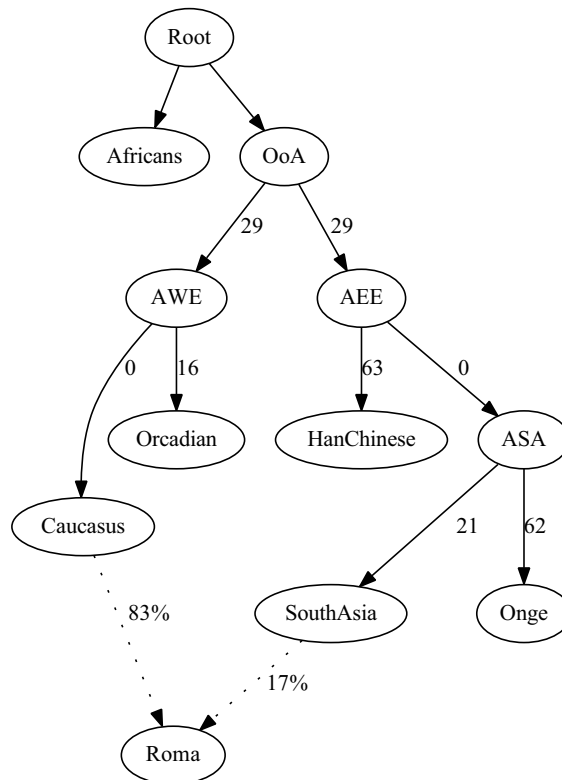 Root
Africans
OoA
29
29
AWE
AEE
0
16
63
0
Orcadian
HanChinese
ASA
Caucasus
21
62
83%
SouthAsia
Onge
17%
Roma